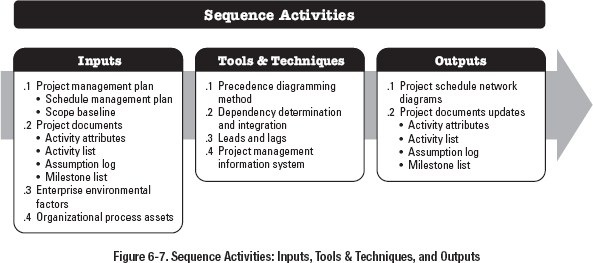 Sequence Activities
Inputs
.1 Project management plan
• Schedule management plan
• Scope baseline
.2 Project documents
• Activity attributes
• Activity list
• Assumption log
• Milestone list
.3 Enterprise environmental
factors
.4 Organizational process assets
Tools & Techniques
.1 Precedence diagramming
method
.2 Dependency determination
and integration
.3 Leads and lags
.4 Project management
information system
Outputs
.1 Project schedule network
diagrams
.2 Project documents updates
• Activity attributes
• Activity list
• Assumption log
• Milestone list
Figure 6-7. Sequence Activities: Inputs, Tools & Techniques, and Outputs